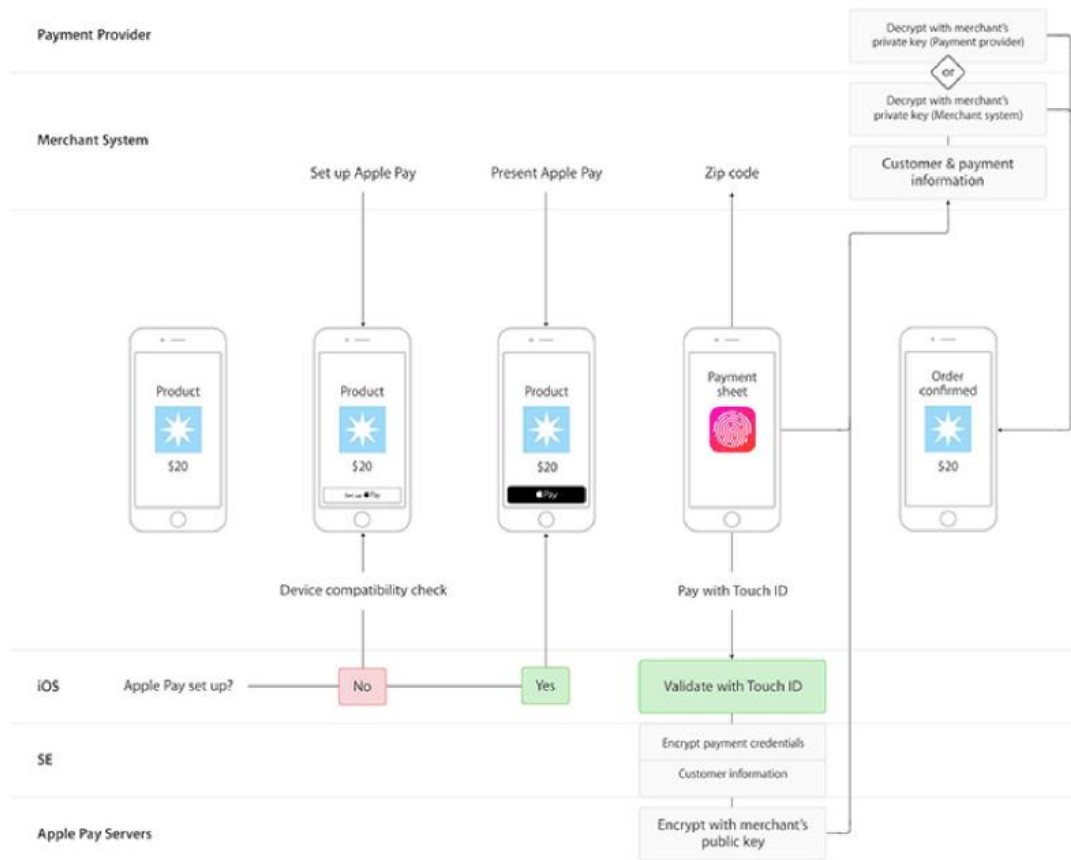 Payment Provider
Decrypt with merchant's
private key (Payment provider)
or
Decrypt with merchant's
private key (Merchant system)
Merchant System
Customer & payment
information
Set up Apple Pay
Present Apple Pay
Zip code
Product
$20
Product
$20
Set up Pay
Product
$20
Pay
Payment
sheet
Order
confirmed
$20
Device compatibility check
Pay with Touch ID
iOS
Apple Pay set up?
No
Yes
Validate with Touch ID
SE
Encrypt payment credentials
Customer information
Apple Pay Servers
Encrypt with merchant's
public key